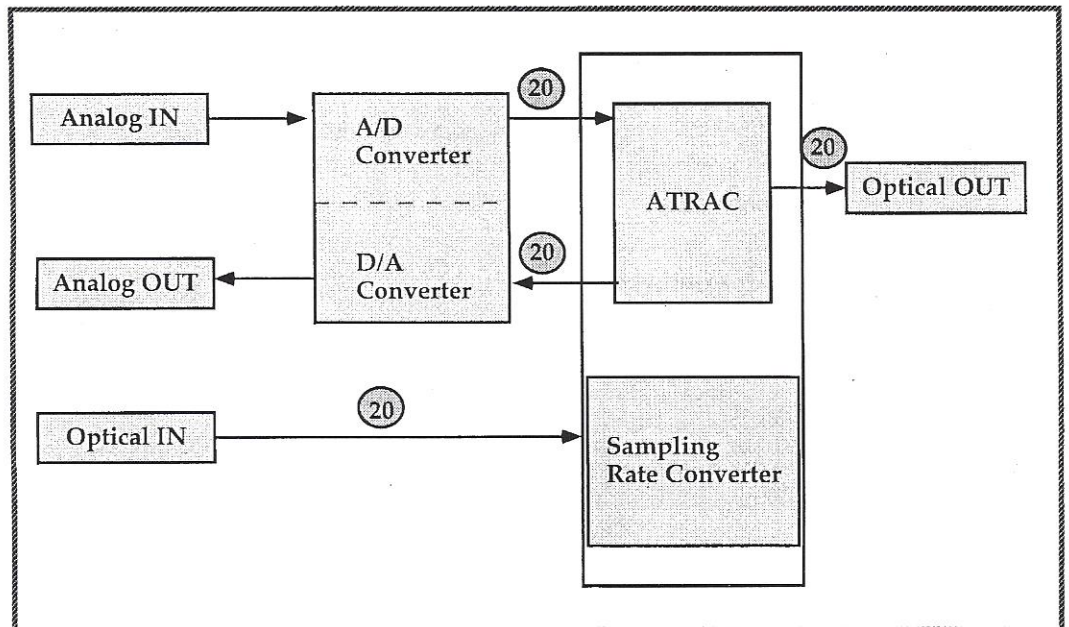 20
20
Analog IN
A/D
Converter
ATRAC
Optical OUT
20
Analog OUT
D/A
Converter
20
Optical IN
Sampling
Rate Converter